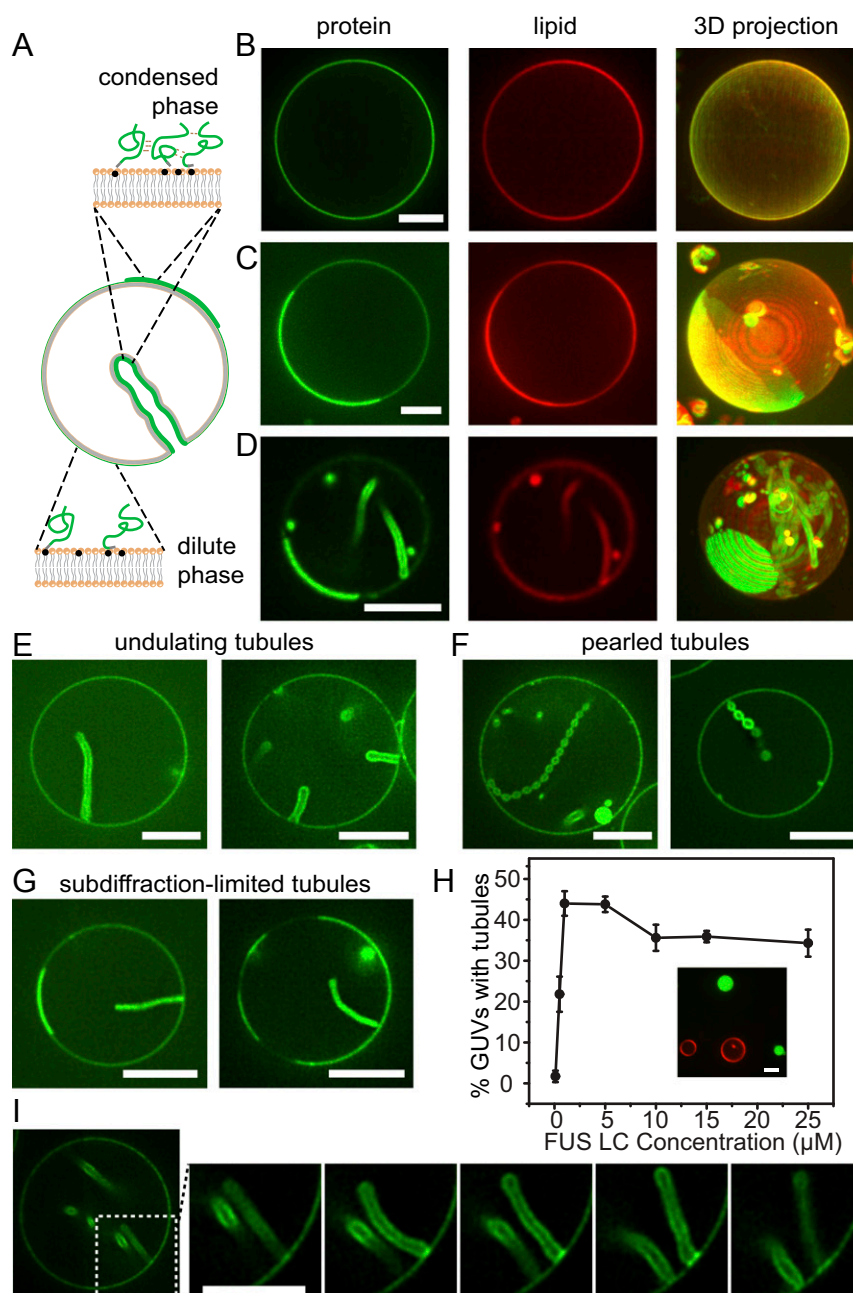 A
condensed
phase
dilute
phase
protein
lipid
3D projection
B
C
D
E
undulating tubules
F
pearled tubules
G
subdiffraction-limited tubules
H
% GUVs with tubules
50
40
30
20
10
0
0
5
10
15
20
25
FUS LC Concentration (µM)
I